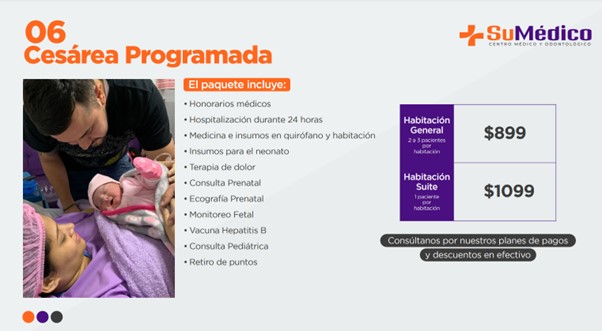 06
Cesárea Programada
SuMédico
CENTRO MÉDICO Y ODONTOLÓGICO
El paquete incluye:
• Honorarios médicos
• Hospitalización durante 24 horas
• Medicina e insumos en quirófano y habitación
• Insumos para el neonato
• Terapia de dolor
• Consulta Prenatal
• Ecografía Prenatal
• Monitoreo Fetal
• Vacuna Hepatitis B
• Consulta Pediátrica
• Retiro de puntos
Habitación
General
2 a 3 pacientes
por
habitación
$899
Habitación
Suite
1 paciente
por
habitación
$1099
Consúltanos por nuestros planes de pagos
y descuentos en efectivo